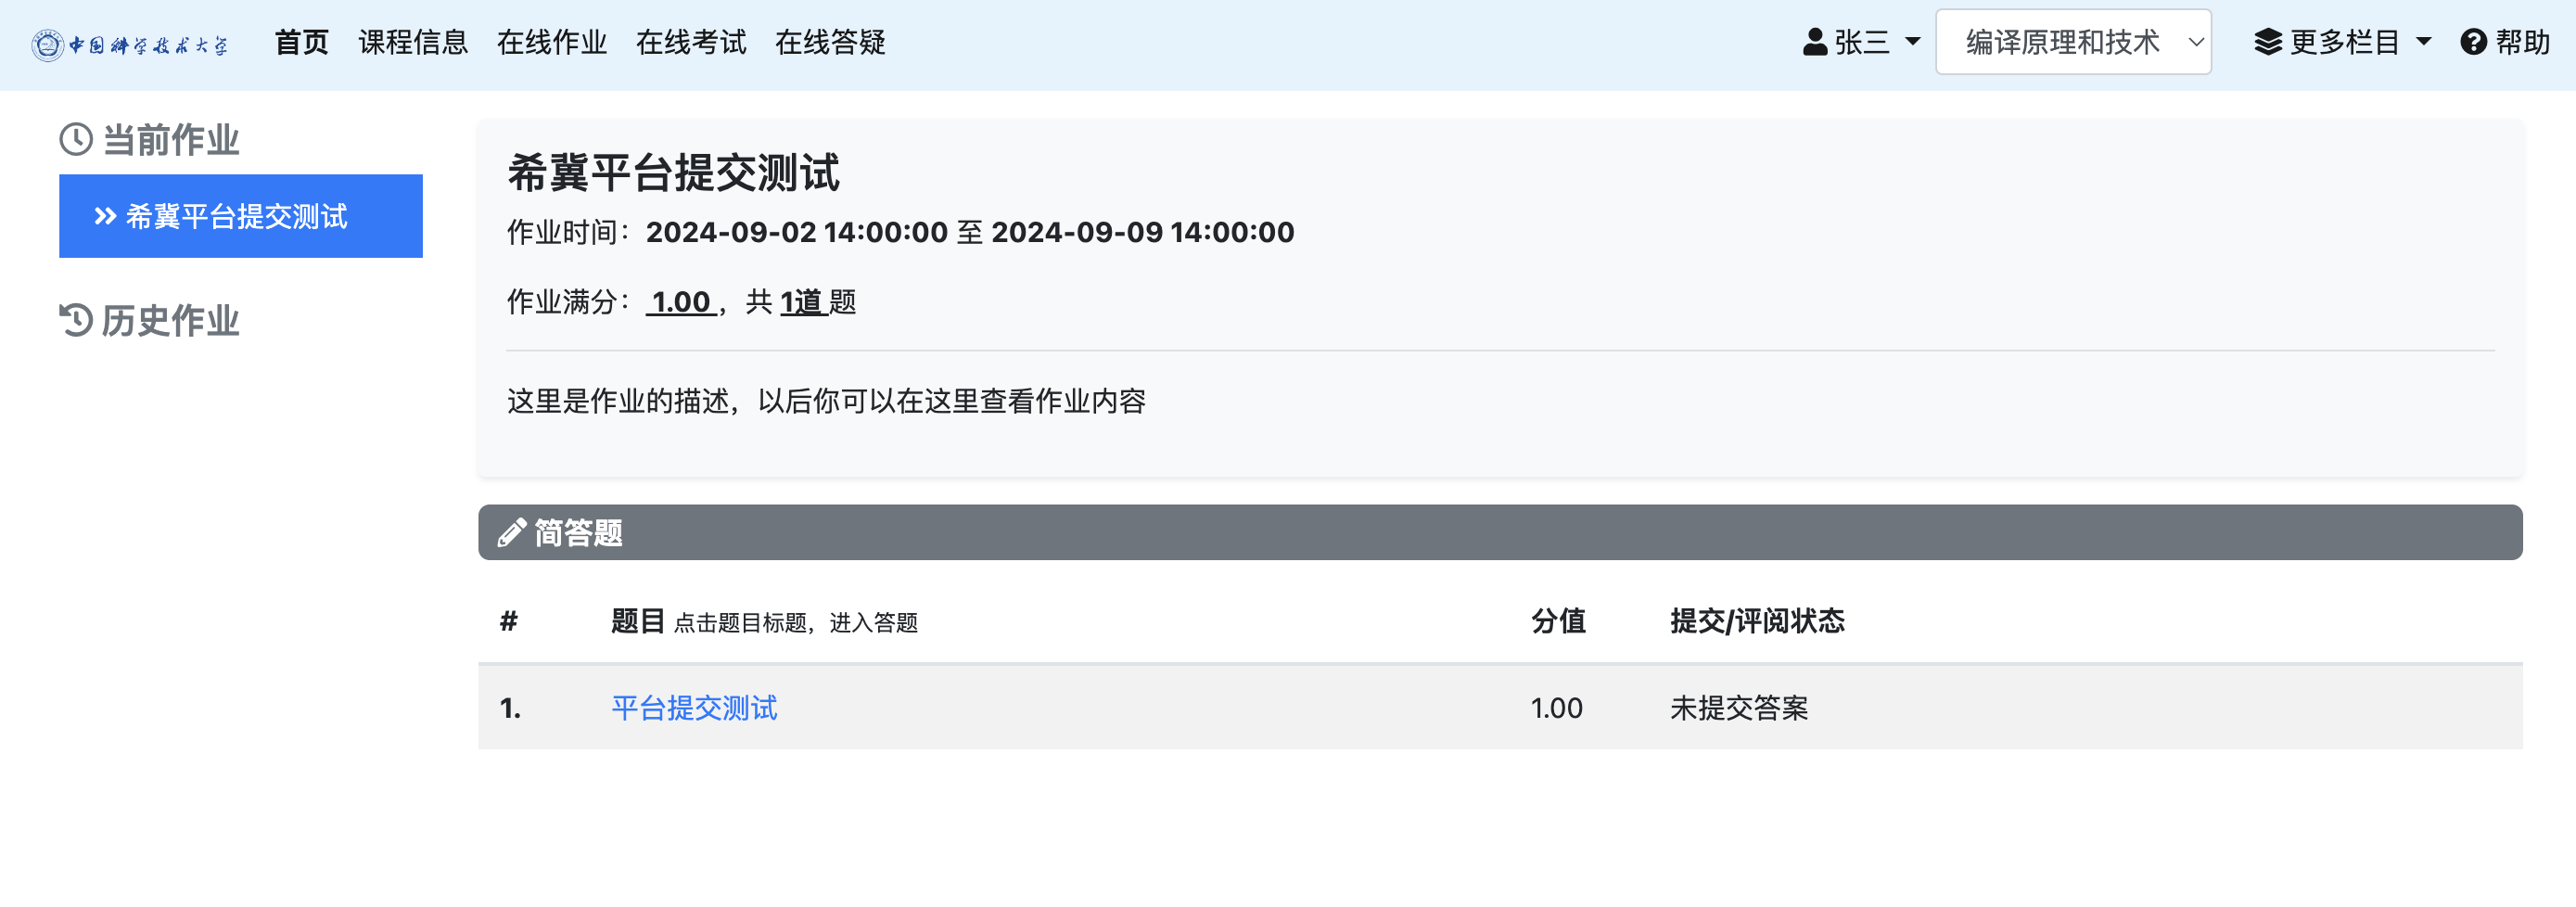 中国科学技术大学 首页 课程信息 在线作业 在线考试 在线答疑 张三 编译原理和技术 更多栏目 帮助
当前作业
希冀平台提交测试
历史作业
希冀平台提交测试
作业时间：2024-09-02 14:00:00 至 2024-09-09 14:00:00
作业满分： 1.00 ，共 1道 题
这里是作业的描述，以后你可以在这里查看作业内容
简答题
# 题目 点击题目标题，进入答题 分值 提交/评阅状态
1. 平台提交测试 1.00 未提交答案